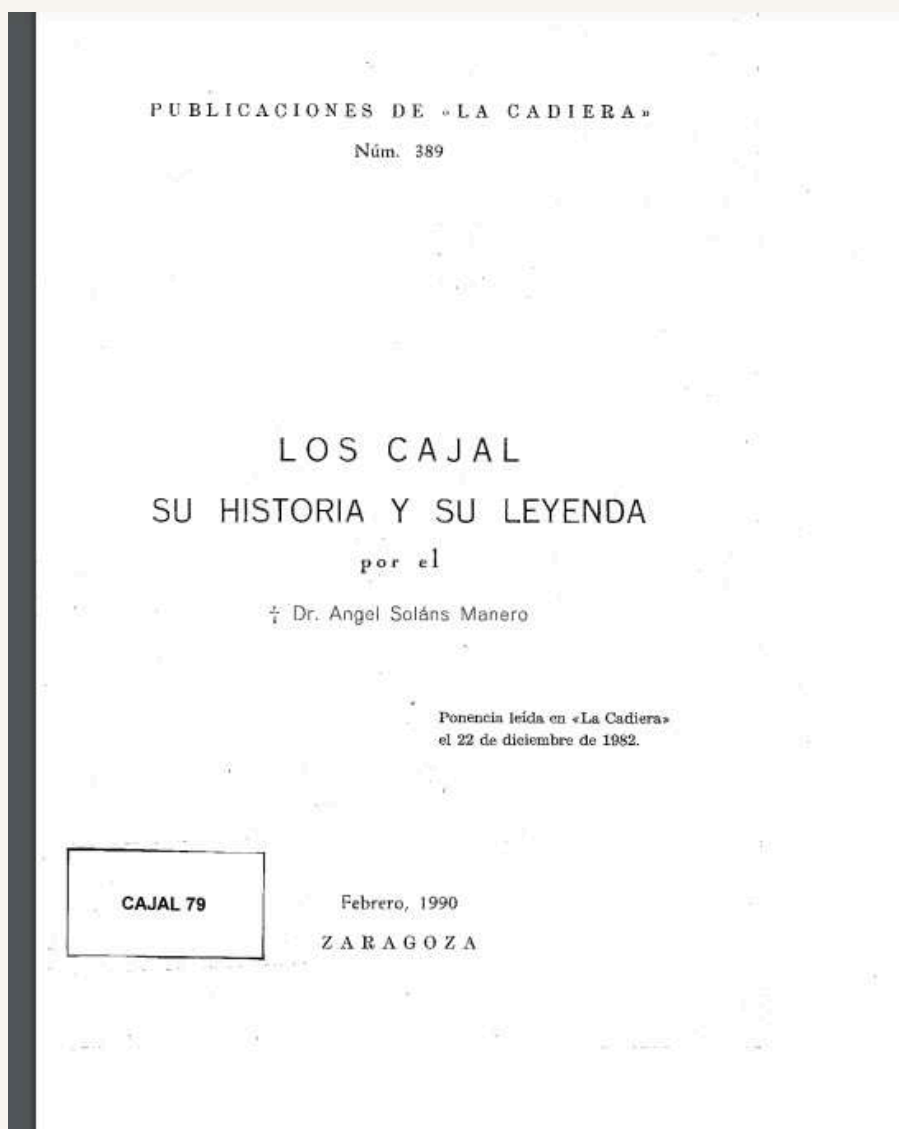 PUBLICACIONES DE «LA CADIERA»
Núm. 389
LOS CAJAL
SU HISTORIA Y SU LEYENDA
por el
† Dr. Angel Soláns Manero
Ponencia leída en «La Cadiera»
el 22 de diciembre de 1982.
CAJAL 79
Febrero, 1990
ZARAGOZA